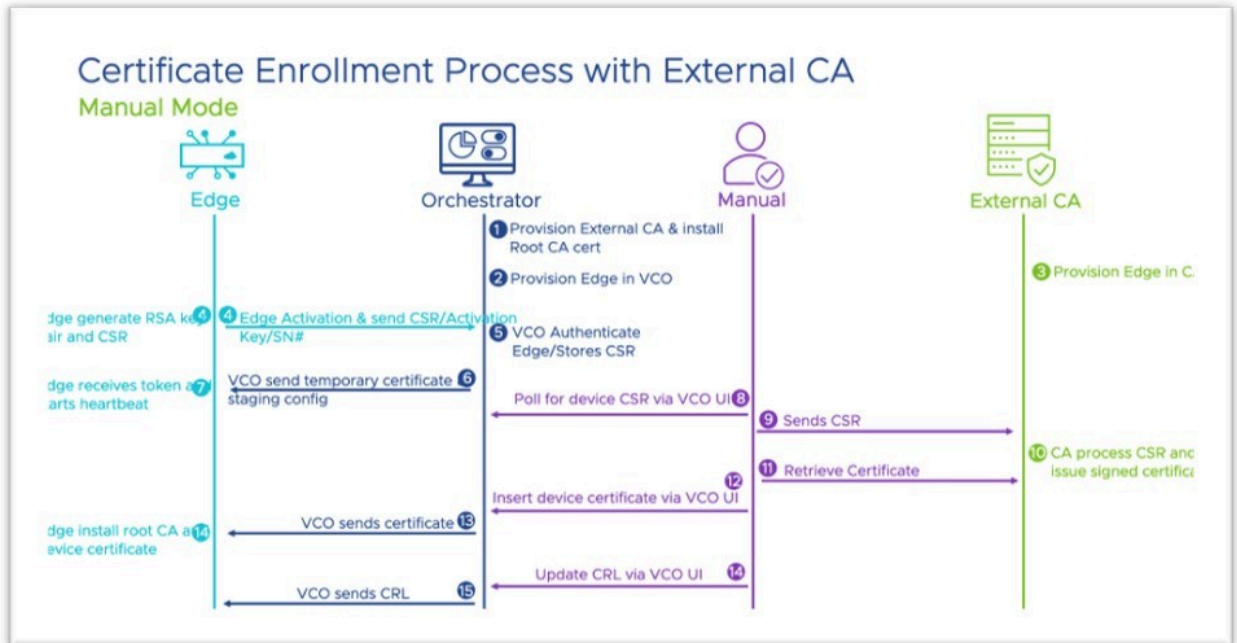 Certificate Enrollment Process with External CA
Manual Mode
Edge
Orchestrator
Manual
External CA
1 Provision External CA & install
Root CA cert
2 Provision Edge in VCO
3 Provision Edge in C
dge generate RSA key
air and CSR
4
4 Edge Activation & send CSR/Activation
Key/SN#
5 VCO Authenticate
Edge/Stores CSR
VCO send temporary certificate 6
staging config
dge receives token a
arts heartbeat
7
Poll for device CSR via VCO UI 8
9 Sends CSR
10 CA process CSR and
issue signed certifica
11 Retrieve Certificate
12
Insert device certificate via VCO UI
VCO sends certificate 13
dge install root CA a
evice certificate
14
Update CRL via VCO UI 14
VCO sends CRL 15